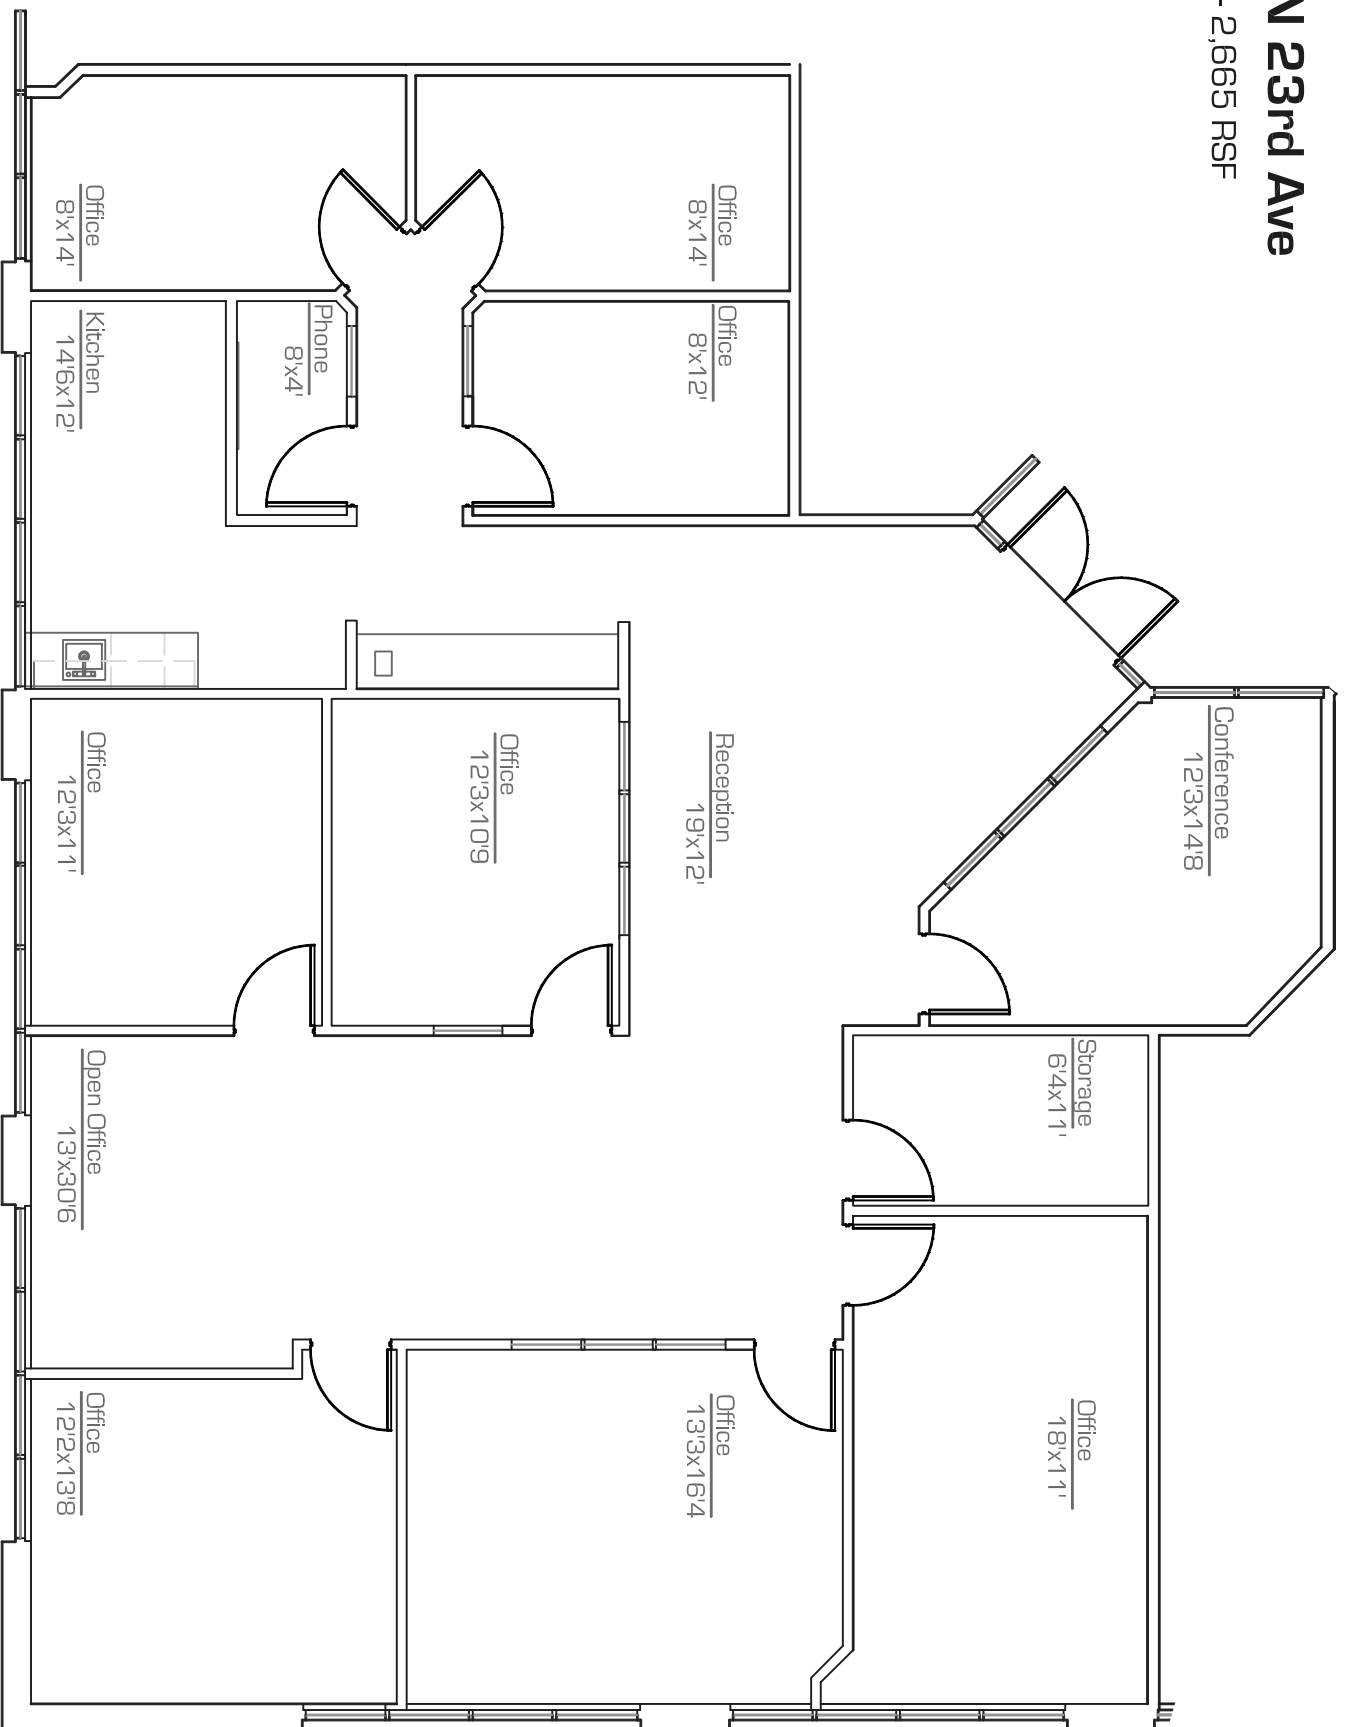 N 23rd Ave
- 2,665 RSF
Office
8'x14'
Office
8'x14'
Office
8'x12'
Phone
8'x4'
Kitchen
14'6x12'
Conference
12'3x14'8
Reception
19'x12'
Office
12'3x10'9
Office
12'3x11'
Storage
6'4x11'
Open Office
13'x30'6
Office
18'x11'
Office
13'3x16'4
Office
12'2x13'8